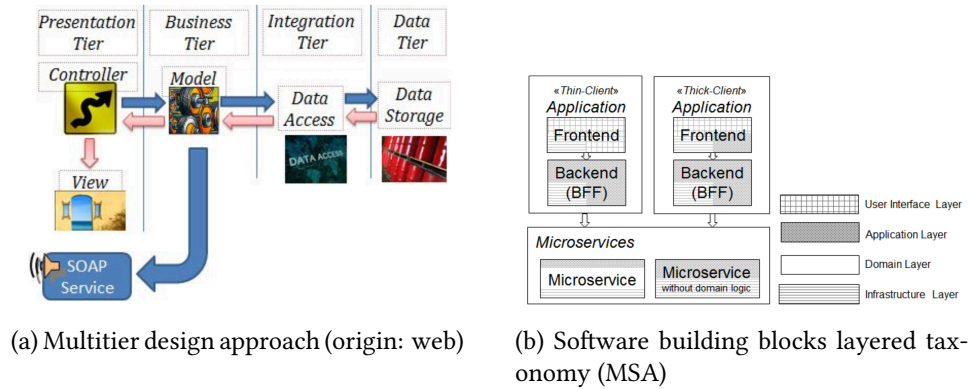 Presentation
Tier
Business
Tier
Integration
Tier
Data
Tier
Controller
Model
Data
Access
Data
Storage
DATA ACCESS
View
SOAP
Service
(a) Multitier design approach (origin: web)
«Thin-Client»
Application
Frontend
Backend
(BFF)
«Thick-Client»
Application
Frontend
Backend
(BFF)
Microservices
Microservice
Microservice
without domain logic
User Interface Layer
Application Layer
Domain Layer
Infrastructure Layer
(b) Software building blocks layered tax-
onomy (MSA)